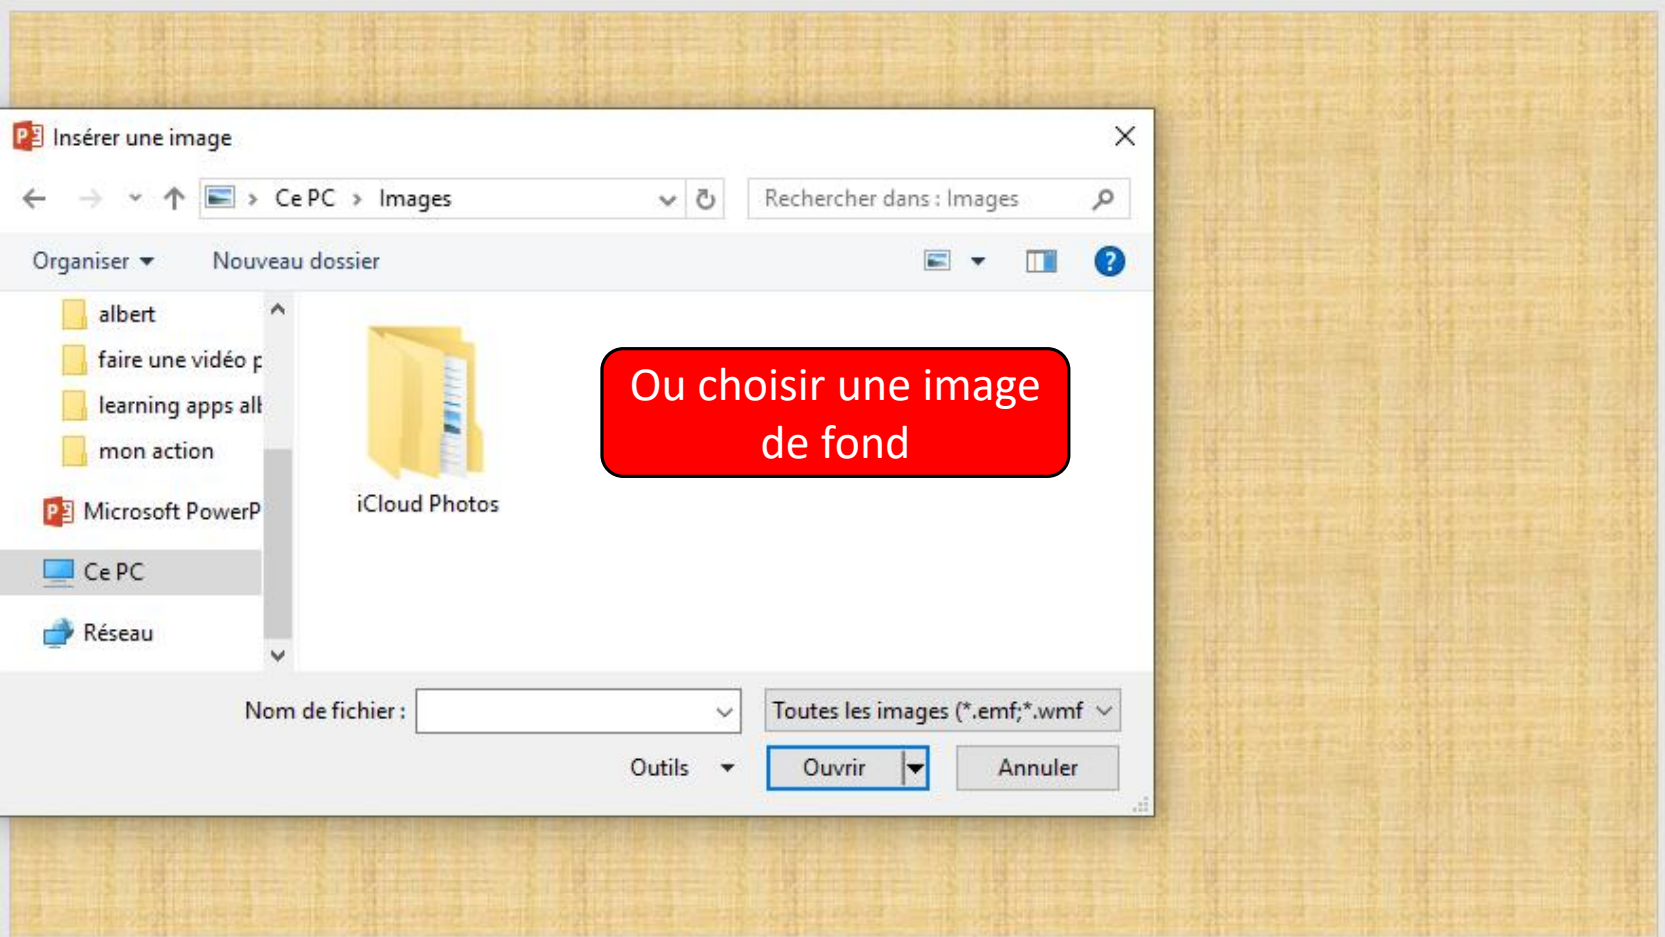 Insérer une image
Ce PC > Images
Rechercher dans : Images
Organiser
Nouveau dossier
albert
faire une vidéo p
learning apps alb
mon action
Microsoft PowerP
Ce PC
Réseau
iCloud Photos
Ou choisir une image
de fond
Nom de fichier :
Toutes les images (*.emf;*.wmf
Outils
Ouvrir
Annuler